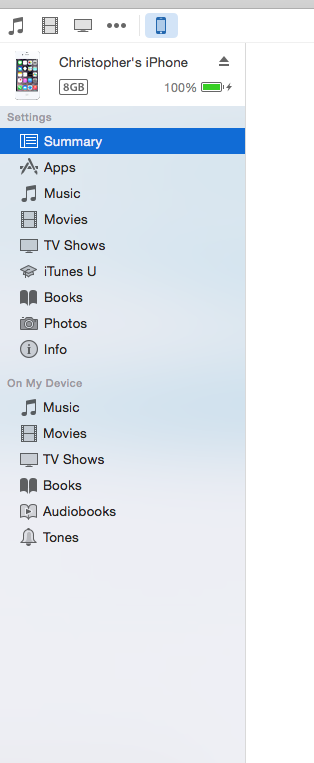 Christopher's iPhone
8GB 100%
Settings
Summary
Apps
Music
Movies
TV Shows
iTunes U
Books
Photos
Info
On My Device
Music
Movies
TV Shows
Books
Audiobooks
Tones